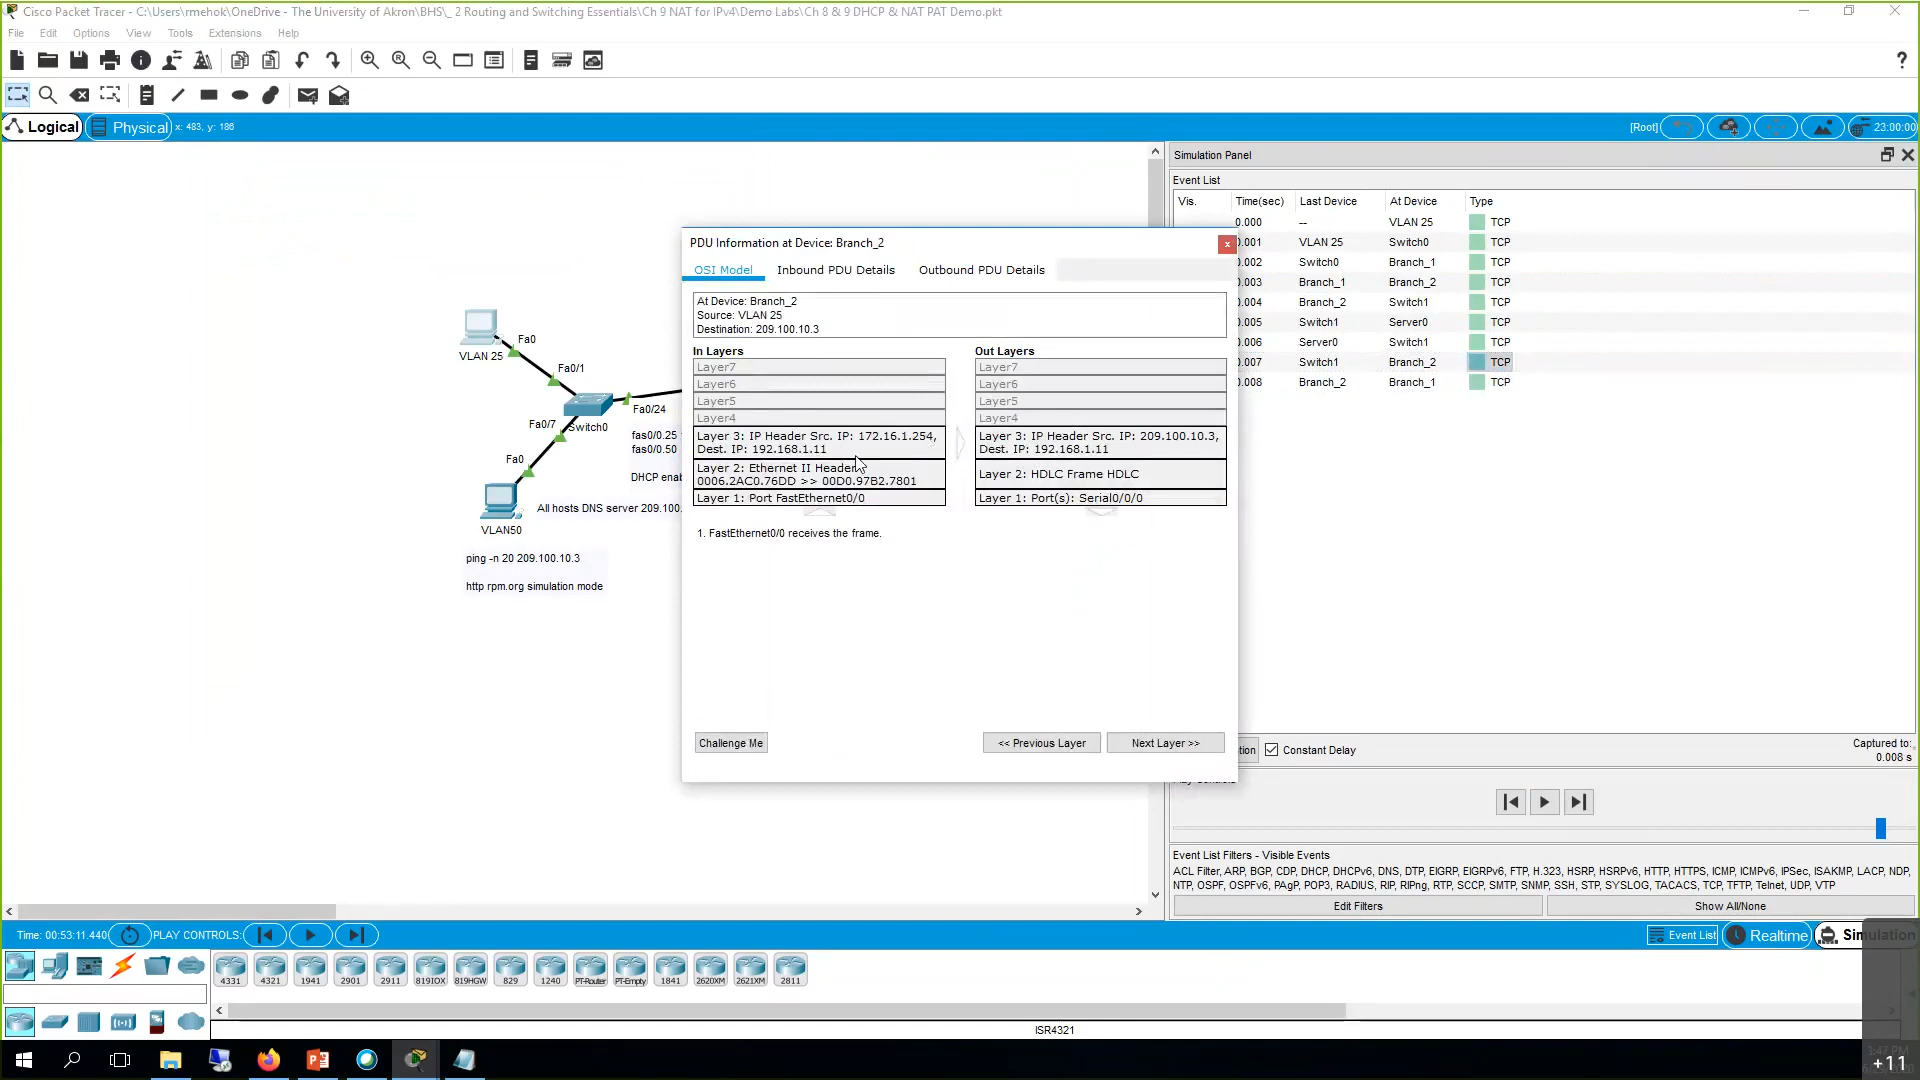 Cisco Packet Tracer - C:\Users\rmehok\OneDrive - The University of Akron\BHS\_ 2 Routing and Switching Essentials\Ch 9 NAT for IPv4\Demo Labs\Ch 8 & 9 DHCP & NAT PAT Demo.pkt
File Edit Options View Tools Extensions Help
?
Logical Physical x: 483, y: 186 [Root] 23:00:00
Simulation Panel
Event List
Vis. Time(sec) Last Device At Device Type
0.000 -- VLAN 25 TCP
0.001 VLAN 25 Switch0 TCP
0.002 Switch0 Branch_1 TCP
0.003 Branch_1 Branch_2 TCP
0.004 Branch_2 Switch1 TCP
0.005 Switch1 Server0 TCP
0.006 Server0 Switch1 TCP
0.007 Switch1 Branch_2 TCP
0.008 Branch_2 Branch_1 TCP
PDU Information at Device: Branch_2
x
OSI Model Inbound PDU Details Outbound PDU Details
At Device: Branch_2
Source: VLAN 25
Destination: 209.100.10.3
In Layers
Layer7
Layer6
Layer5
Layer4
Layer 3: IP Header Src. IP: 172.16.1.254,
Dest. IP: 192.168.1.11
Layer 2: Ethernet II Header
0006.2AC0.76DD >> 00D0.97B2.7801
Layer 1: Port FastEthernet0/0
Out Layers
Layer7
Layer6
Layer5
Layer4
Layer 3: IP Header Src. IP: 209.100.10.3,
Dest. IP: 192.168.1.11
Layer 2: HDLC Frame HDLC
Layer 1: Port(s): Serial0/0/0
1. FastEthernet0/0 receives the frame.
Challenge Me << Previous Layer Next Layer >>
Fa0
VLAN 25
Fa0/1
Fa0/24
Fa0/7
Switch0
fas0/0.25
fas0/0.50
Fa0
DHCP enab
All hosts DNS server 209.100.
VLAN50
ping -n 20 209.100.10.3
http rpm.org simulation mode
tion Constant Delay
Captured to:
0.008 s
Event List Filters - Visible Events
ACL Filter, ARP, BGP, CDP, DHCP, DHCPv6, DNS, DTP, EIGRP, EIGRPv6, FTP, H.323, HSRP, HSRPv6, HTTP, HTTPS, ICMP, ICMPv6, IPSec, ISAKMP, LACP, NDP,
NTP, OSPF, OSPFv6, PAgP, POP3, RADIUS, RIP, RIPng, RTP, SCCP, SMTP, SNMP, SSH, STP, SYSLOG, TACACS, TCP, TFTP, Telnet, UDP, VTP
Edit Filters Show All/None
Time: 00:53:11.440 PLAY CONTROLS: Event List Realtime Simulation
4331 4321 1941 2901 2911 819IOX 819HGW 829 1240 PT-Router PT-Empty 1841 2620XM 2621XM 2811
ISR4321
1:47 PM
+11